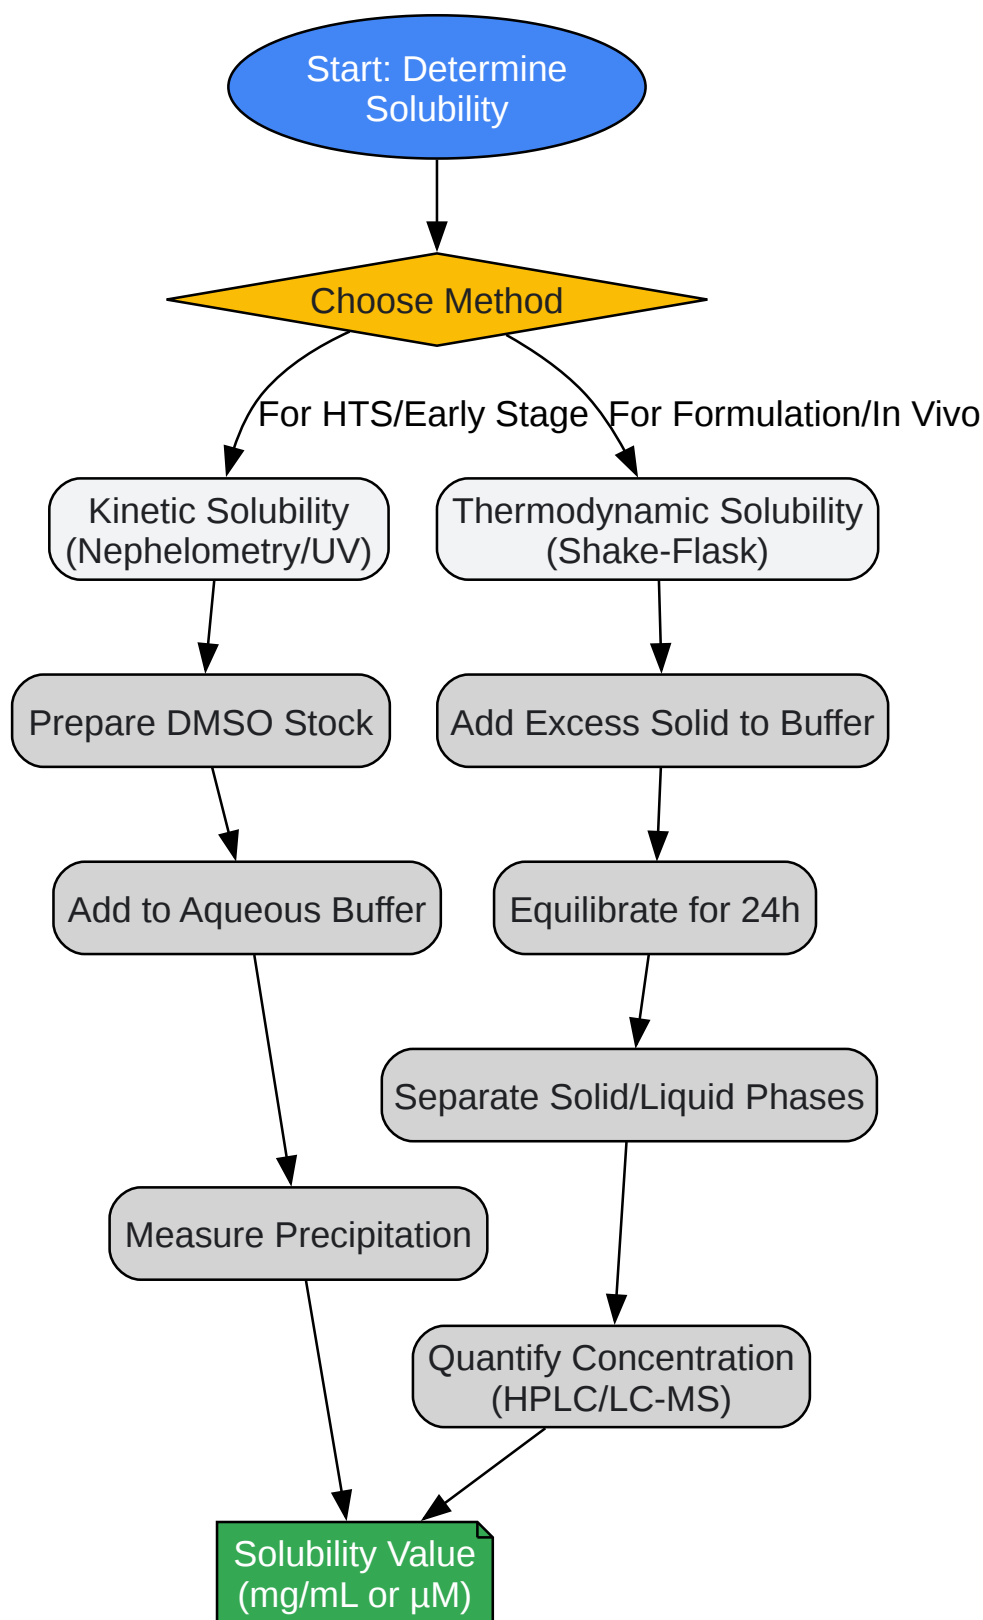 Start: Determine
Solubility
Choose Method
For HTS/Early Stage
For Formulation/In Vivo
Kinetic Solubility
(Nephelometry/UV)
Thermodynamic Solubility
(Shake-Flask)
Prepare DMSO Stock
Add Excess Solid to Buffer
Add to Aqueous Buffer
Equilibrate for 24h
Separate Solid/Liquid Phases
Measure Precipitation
Quantify Concentration
(HPLC/LC-MS)
Solubility Value
(mg/mL or µM)